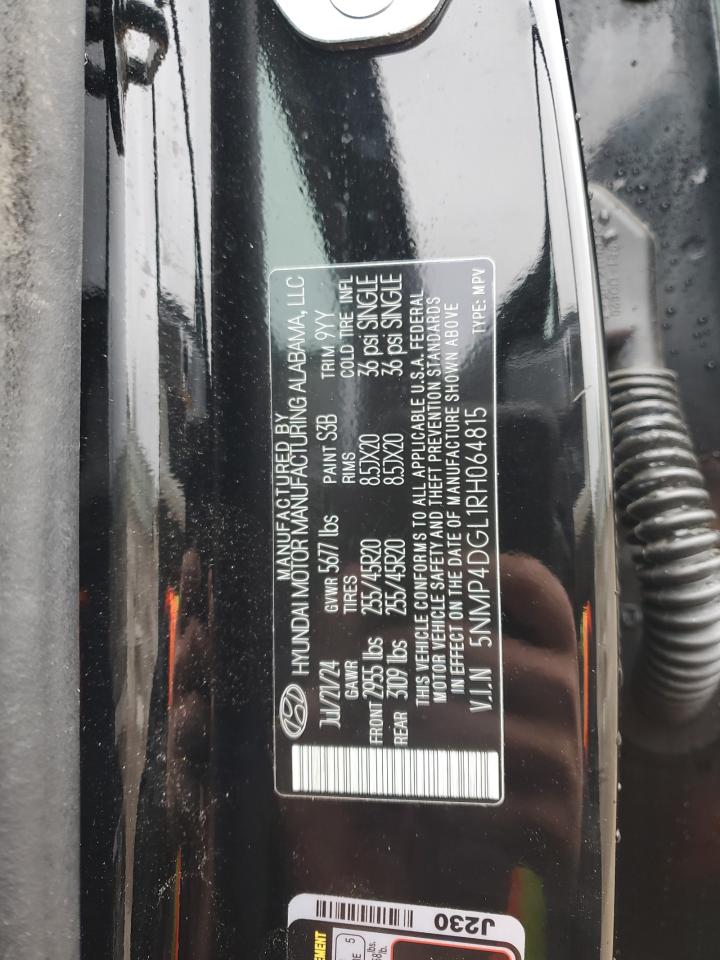 MANUFACTURED BY
HYUNDAI MOTOR MANUFACTURING ALABAMA, LLC
JUL/21/24 GVWR 5677 lbs PAINT S3B TRIM 9YY
GAWR TIRES RIMS COLD TIRE INFL
FRONT 2955 lbs 255/45R20 8.5JX20 36 psi SINGLE
REAR 3109 lbs 255/45R20 8.5JX20 36 psi SINGLE
THIS VEHICLE CONFORMS TO ALL APPLICABLE U.S.A. FEDERAL
MOTOR VEHICLE SAFETY AND THEFT PREVENTION STANDARDS
IN EFFECT ON THE DATE OF MANUFACTURE SHOWN ABOVE
V.I.N 5NMP4DGL1RH064815 TYPE: MPV
J230
5
lbs.
lb.